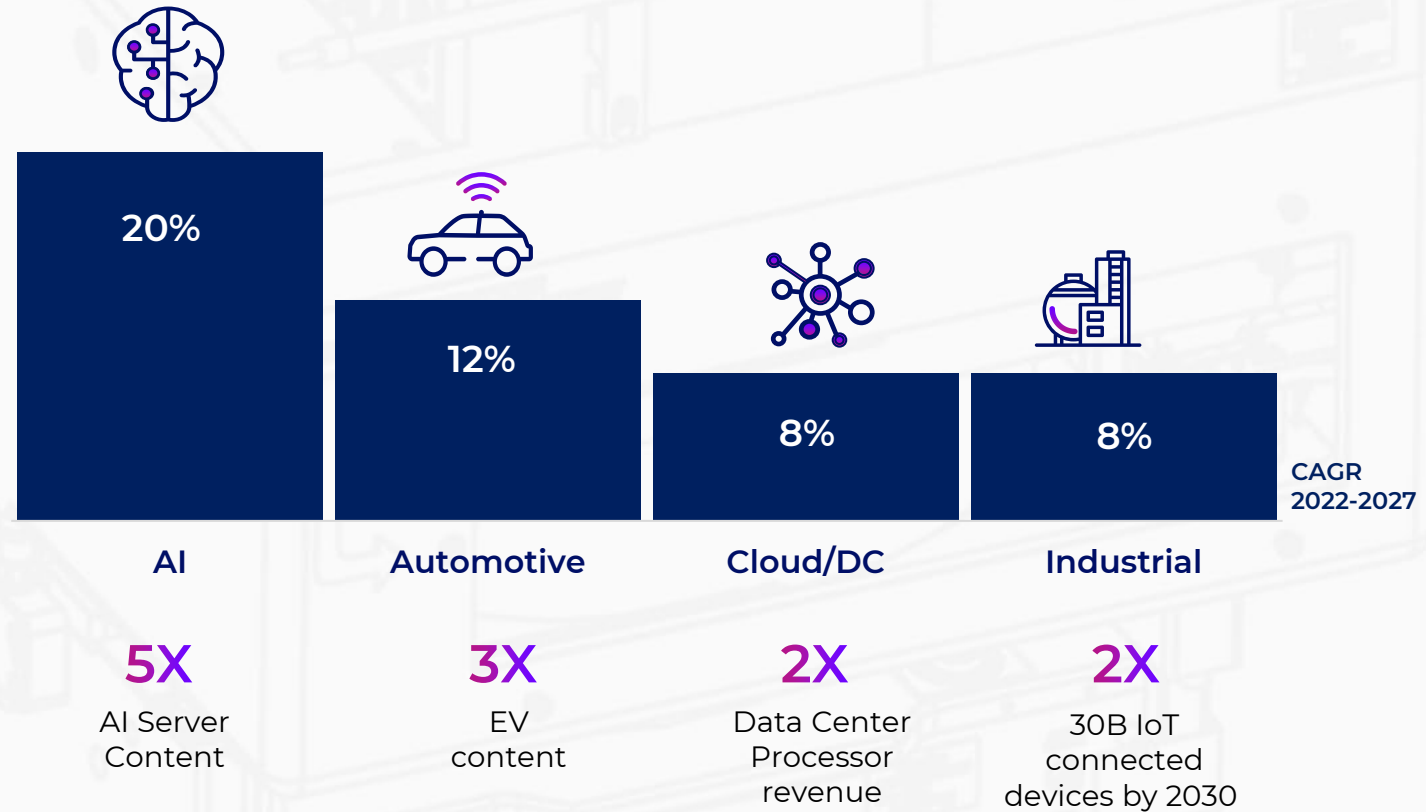 20%
12%
8%
8%
CAGR
2022-2027
AI
Automotive
Cloud/DC
Industrial
5X
3X
2X
2X
AI Server
Content
EV
content
Data Center
Processor
revenue
30B IoT
connected
devices by 2030